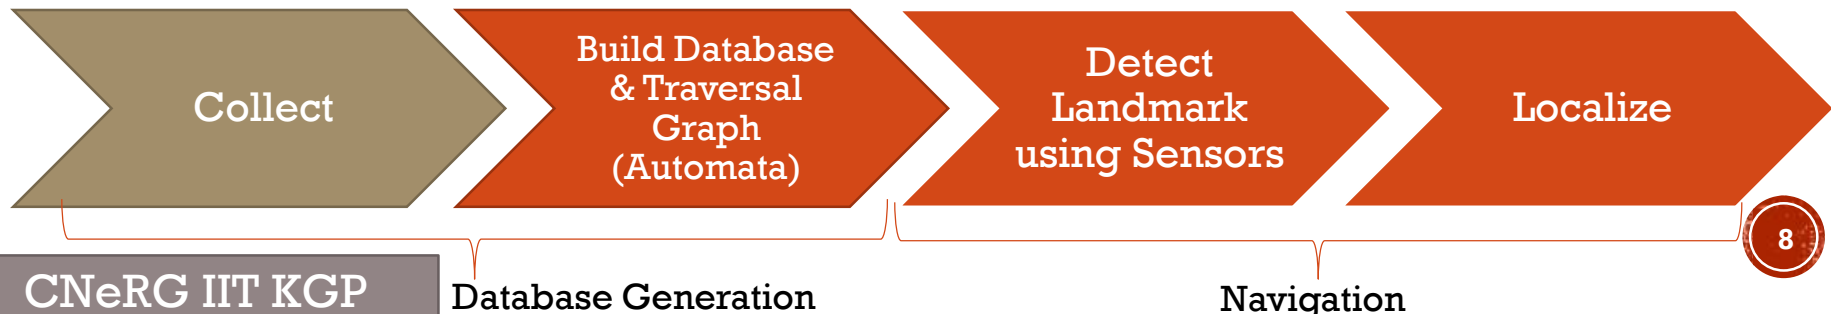 Collect
Build Database
& Traversal
Graph
(Automata)
Detect
Landmark
using Sensors
Localize
8
CNeRG IIT KGP
Database Generation
Navigation